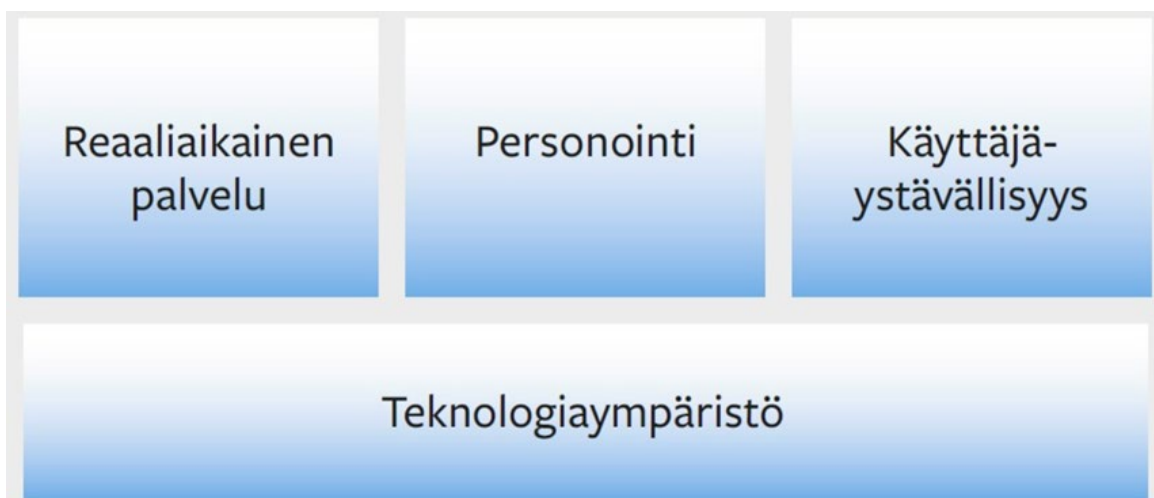 Reaaliaikainen
palvelu
Personointi
Käyttäjä-
ystävällisyys
Teknologiaympäristö